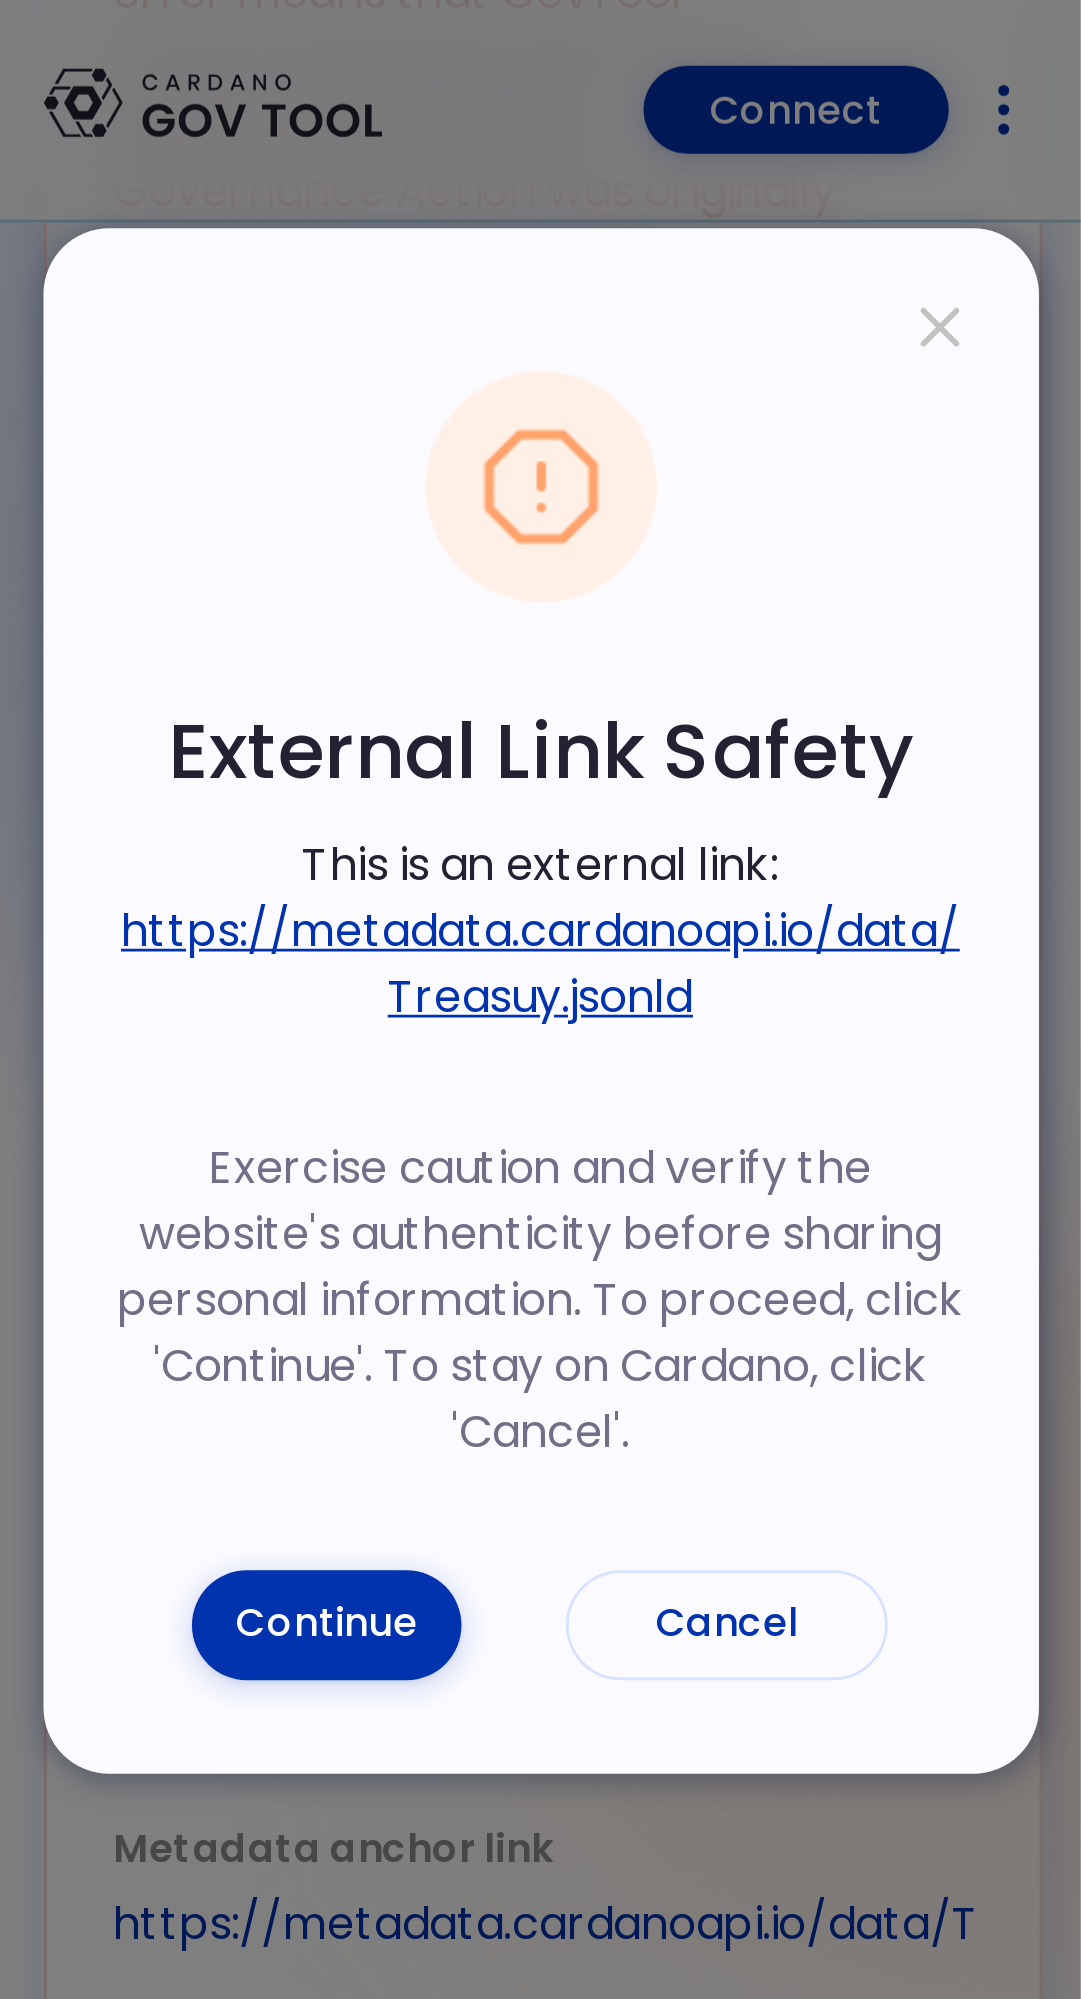 error means that GovTool
CARDANO
GOV TOOL
Connect
Governance Action was originally
External Link Safety
This is an external link:
https://metadata.cardanoapi.io/data/
Treasuy.jsonld
Exercise caution and verify the
website's authenticity before sharing
personal information. To proceed, click
'Continue'. To stay on Cardano, click
'Cancel'.
Continue
Cancel
Metadata anchor link
https://metadata.cardanoapi.io/data/T